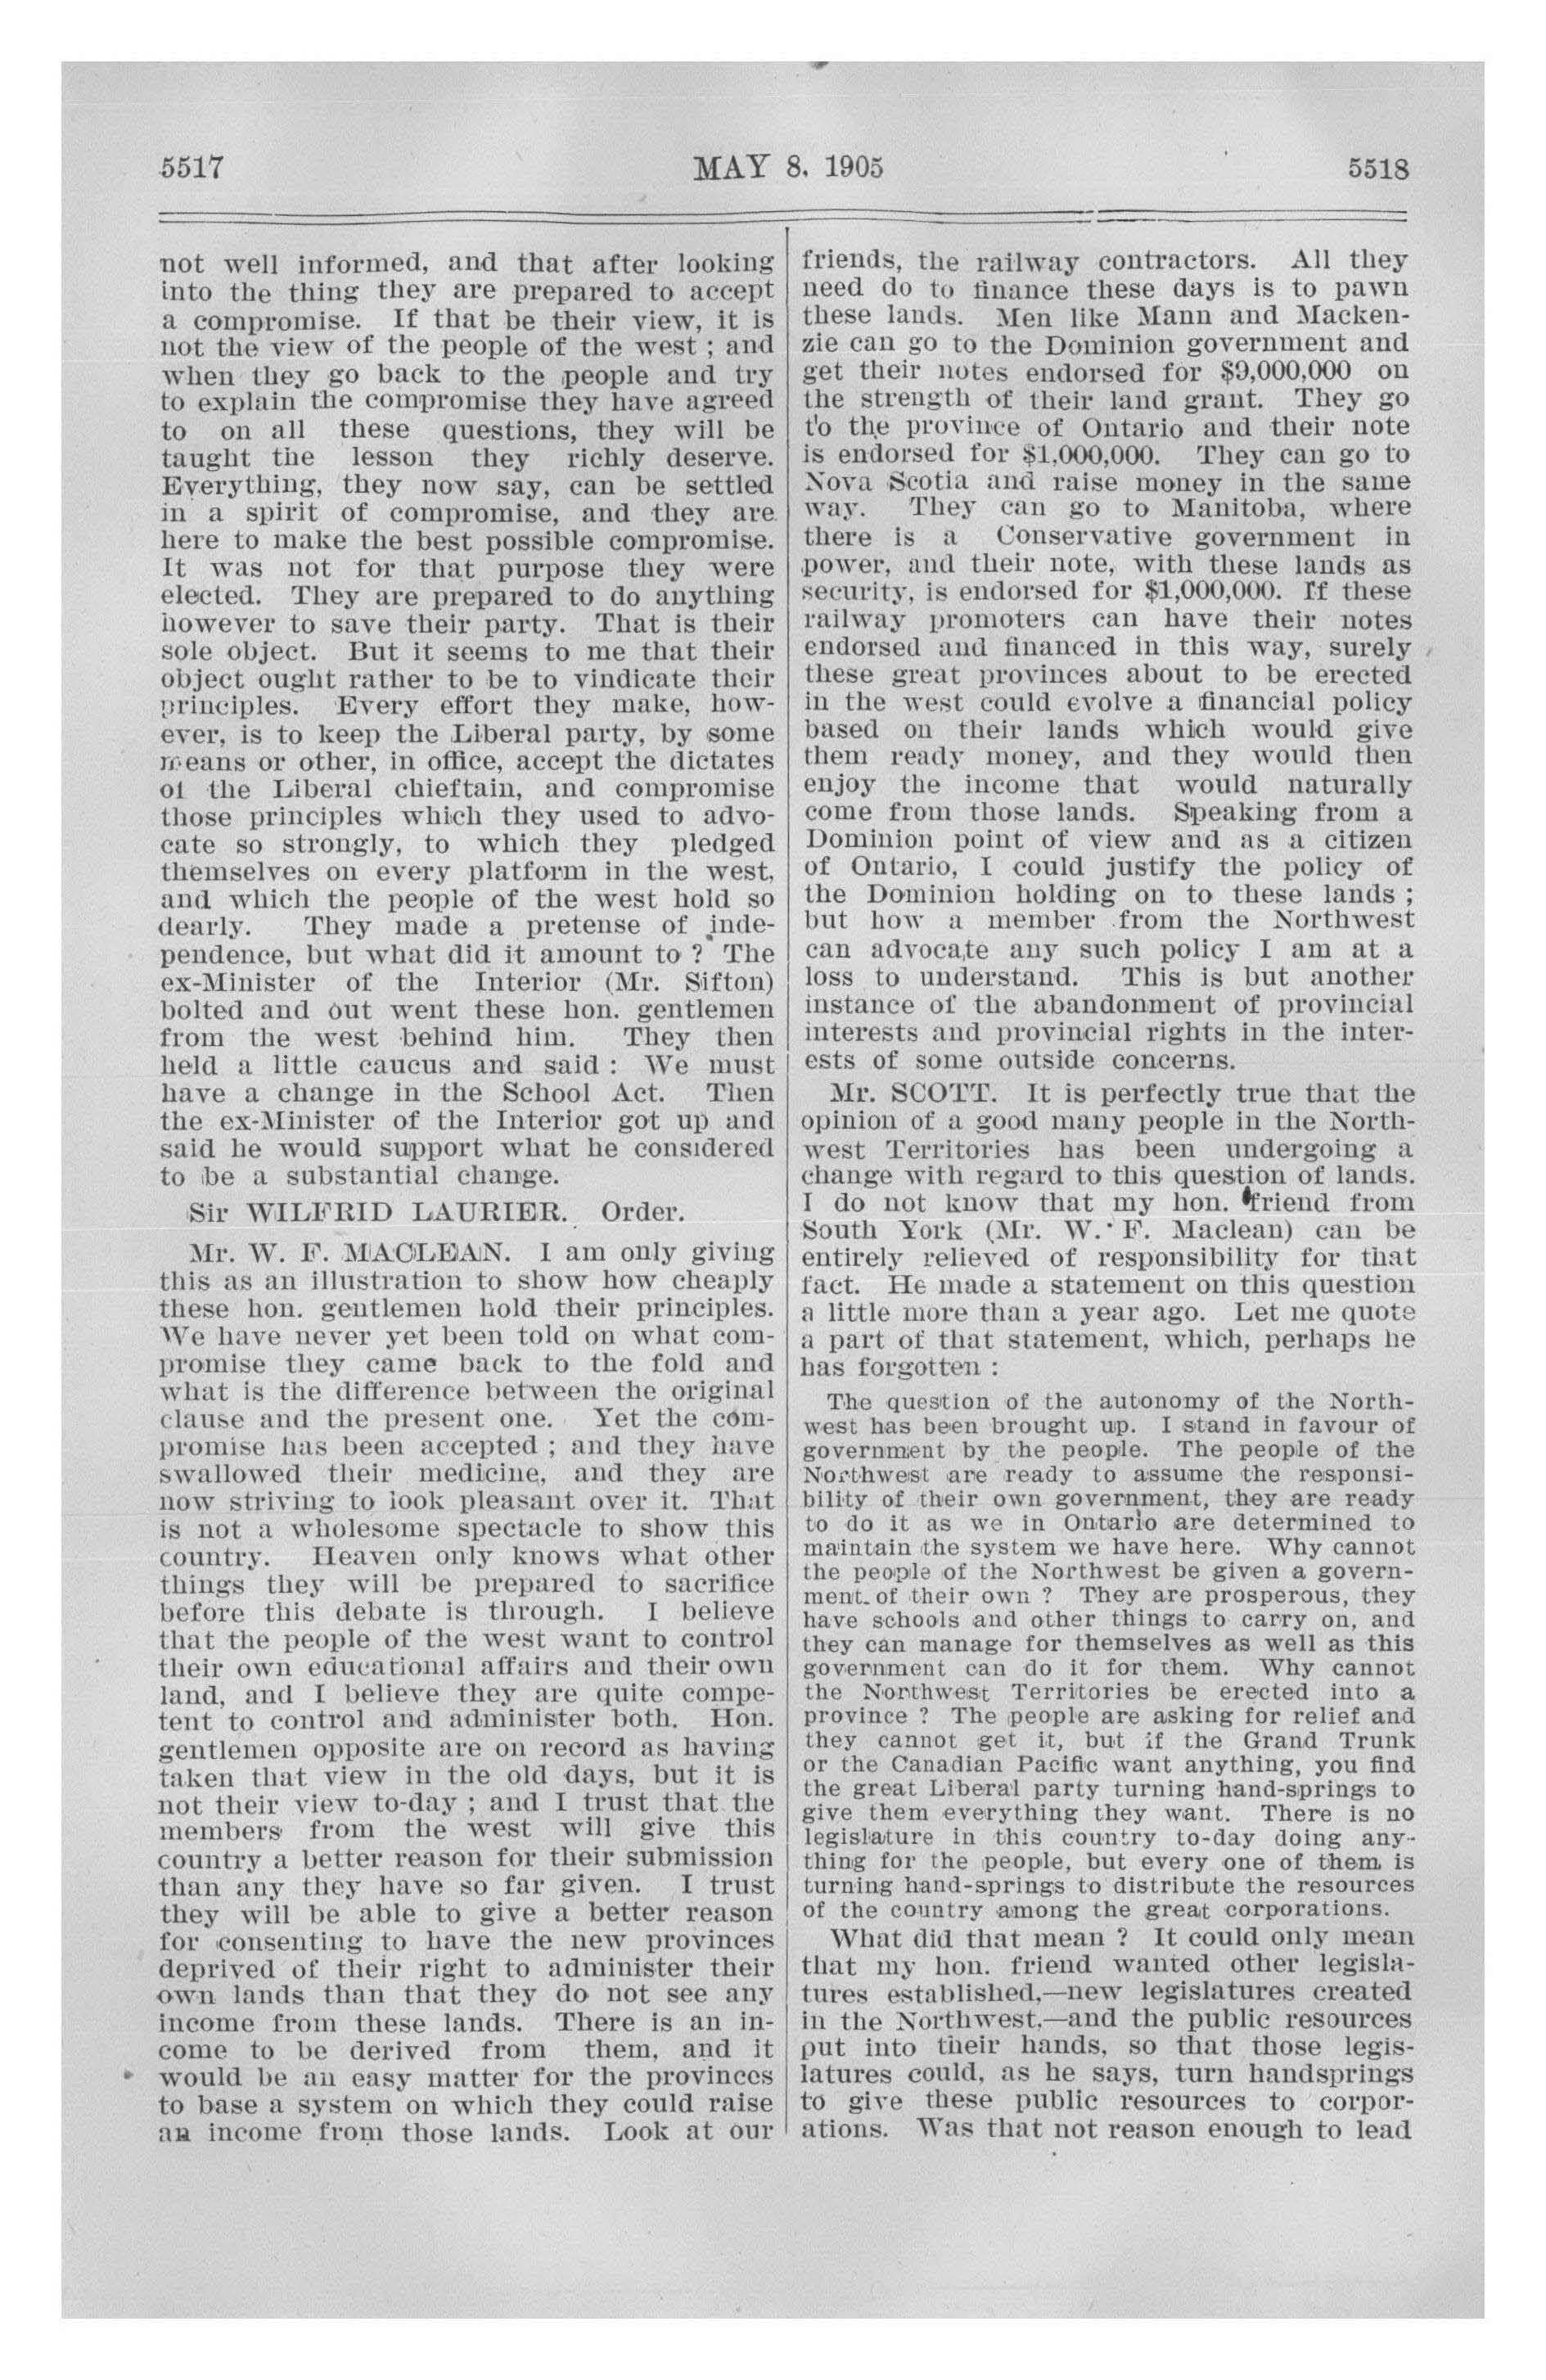 5517 MAY 8, 1905 5518
not well informed, and that after looking
into the thing they are prepared to accept
a compromise. If that be their view, it is
not the view of the people of the west ; and
when they go back to the people and try
to explain the compromise they have agreed
to on all these questions, they will be
taught the lesson they richly deserve.
Everything, they now say, can be settled
in a spirit of compromise, and they are
here to make the best possible compromise.
It was not for that purpose they were
elected. They are prepared to do anything
however to save their party. That is their
sole object. But it seems to me that their
object ought rather to be to vindicate their
principles. Every effort they make, how-
ever, is to keep the Liberal party, by some
means or other, in office, accept the dictates
of the Liberal chieftain, and compromise
those principles which they used to advo-
cate so strongly, to which they pledged
themselves on every platform in the west,
and which the people of the west hold so
dearly. They made a pretense of inde-
pendence, but what did it amount to ? The
ex-Minister of the Interior (Mr. Sifton)
bolted and out went these hon. gentlemen
from the west behind him. They then
held a little caucus and said : We must
have a change in the School Act. Then
the ex-Minister of the Interior got up and
said he would support what he considered
to be a substantial change.
Sir WILFRID LAURIER. Order.
Mr. W. F. MACLEAN. I am only giving
this as an illustration to show how cheaply
these hon. gentlemen hold their principles.
We have never yet been told on what com-
promise they came back to the fold and
what is the difference between the original
clause and the present one. Yet the com-
promise has been accepted ; and they have
swallowed their medicine, and they are
now striving to look pleasant over it. That
is not a wholesome spectacle to show this
country. Heaven only knows what other
things they will be prepared to sacrifice
before this debate is through. I believe
that the people of the west want to control
their own educational affairs and their own
land, and I believe they are quite compe-
tent to control and administer both. Hon.
gentlemen opposite are on record as having
taken that view in the old days, but it is
not their view to-day ; and I trust that the
members from the west will give this
country a better reason for their submission
than any they have so far given. I trust
they will be able to give a better reason
for consenting to have the new provinces
deprived of their right to administer their
own lands than that they do not see any
income from these lands. There is an in-
come to be derived from them, and it
would be an easy matter for the provinces
to base a system on which they could raise
an income from those lands. Look at our
friends, the railway contractors. All they
need do to finance these days is to pawn
these lands. Men like Mann and Macken-
zie can go to the Dominion government and
get their notes endorsed for $9,000,000 on
the strength of their land grant. They go
to the province of Ontario and their note
is endorsed for $1,000,000. They can go to
Nova Scotia and raise money in the same
way. They can go to Manitoba, where
there is a Conservative government in
power, and their note, with these lands as
security, is endorsed for $1,000,000. If these
railway promoters can have their notes
endorsed and financed in this way, surely
these great provinces about to be erected
in the west could evolve a financial policy
based on their lands which would give
them ready money, and they would then
enjoy the income that would naturally
come from those lands. Speaking from a
Dominion point of view and as a citizen
of Ontario, I could justify the policy of
the Dominion holding on to these lands ;
but how a member from the Northwest
can advocate any such policy I am at a
loss to understand. This is but another
instance of the abandonment of provincial
interests and provincial rights in the inter-
ests of some outside concerns.
Mr. SCOTT. It is perfectly true that the
opinion of a good many people in the North-
west Territories has been undergoing a
change with regard to this question of lands.
I do not know that my hon. friend from
South York (Mr. W. F. Maclean) can be
entirely relieved of responsibility for that
fact. He made a statement on this question
a little more than a year ago. Let me quote
a part of that statement, which, perhaps he
has forgotten :
The question of the autonomy of the North-
west has been brought up. I stand in favour of
government by the people. The people of the
Northwest are ready to assume the responsi-
bility of their own government, they are ready
to do it as we in Ontario are determined to
maintain the system we have here. Why cannot
the people of the Northwest be given a govern-
ment of their own ? They are prosperous, they
have schools and other things to carry on, and
they can manage for themselves as well as this
government can do it for them. Why cannot
the Northwest Territories be erected into a
province ? The people are asking for relief and
they cannot get it, but if the Grand Trunk
or the Canadian Pacific want anything, you find
the great Liberal party turning hand-springs to
give them everything they want. There is no
legislature in this country to-day doing any-
thing for the people, but every one of them is
turning hand-springs to distribute the resources
of the country among the great corporations.
What did that mean ? It could only mean
that my hon. friend wanted other legisla-
tures established,—new legislatures created
in the Northwest,—and the public resources
put into their hands, so that those legis-
latures could, as he says, turn handsprings
to give these public resources to corpor-
ations. Was that not reason enough to lead